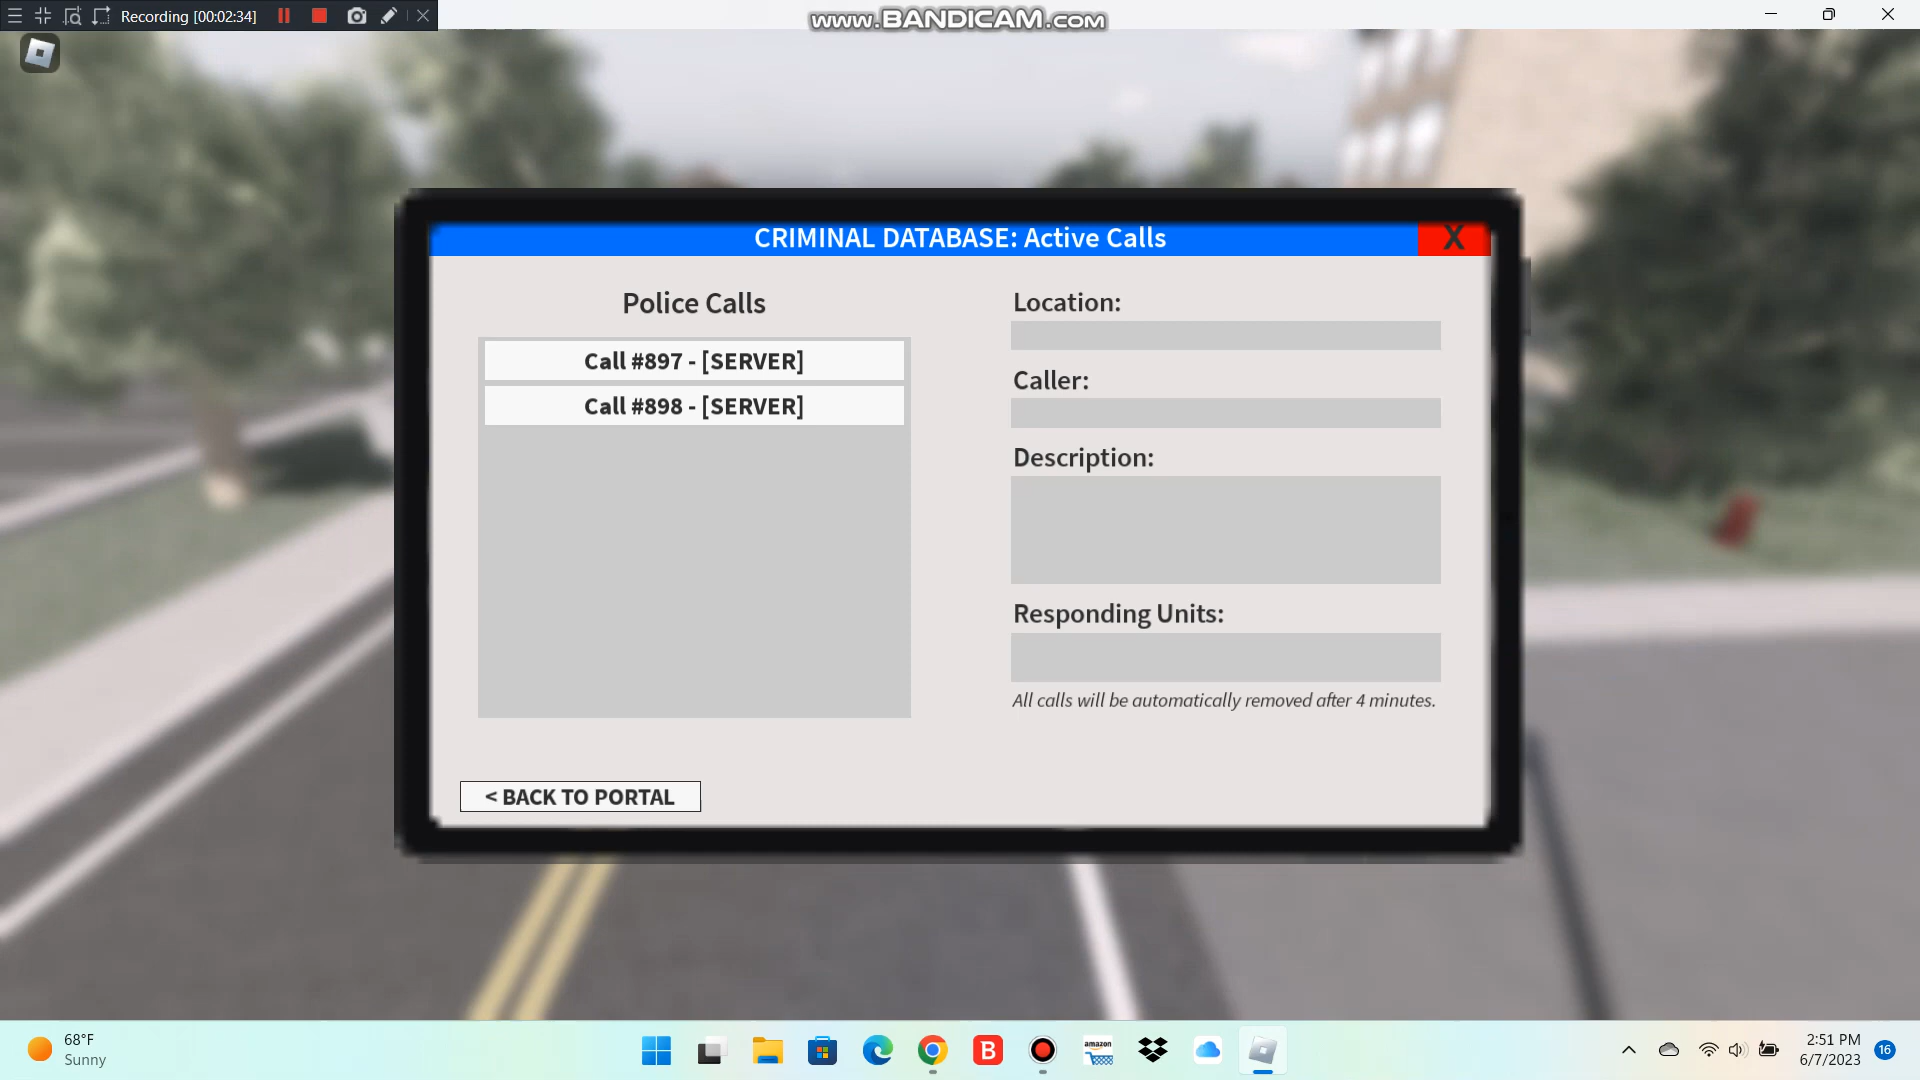 Recording [00:02:34]
www.BANDICAM.com
CRIMINAL DATABASE: Active Calls
X
Police Calls
Call #897 - [SERVER]
Call #898 - [SERVER]
Location:
Caller:
Description:
Responding Units:
All calls will be automatically removed after 4 minutes.
< BACK TO PORTAL
68°F
Sunny
B
amazon
2:51 PM
6/7/2023
16